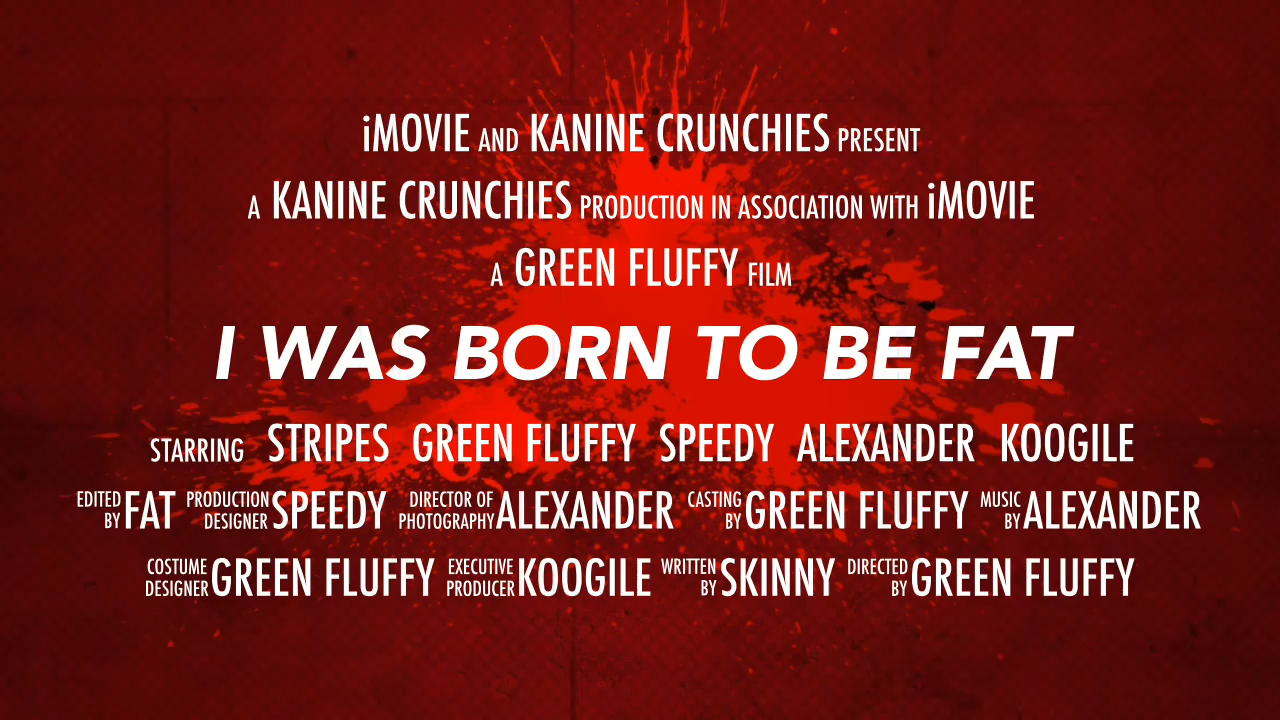 iMOVIE AND KANINE CRUNCHIES PRESENT
A KANINE CRUNCHIES PRODUCTION IN ASSOCIATION WITH iMOVIE
A GREEN FLUFFY FILM
I WAS BORN TO BE FAT
STARRING STRIPES GREEN FLUFFY SPEEDY ALEXANDER KOOGILE
EDITED BY FAT PRODUCTION DESIGNER SPEEDY DIRECTOR OF PHOTOGRAPHY ALEXANDER CASTING BY GREEN FLUFFY MUSIC BY ALEXANDER
COSTUME DESIGNER GREEN FLUFFY EXECUTIVE PRODUCER KOOGILE WRITTEN BY SKINNY DIRECTED BY GREEN FLUFFY